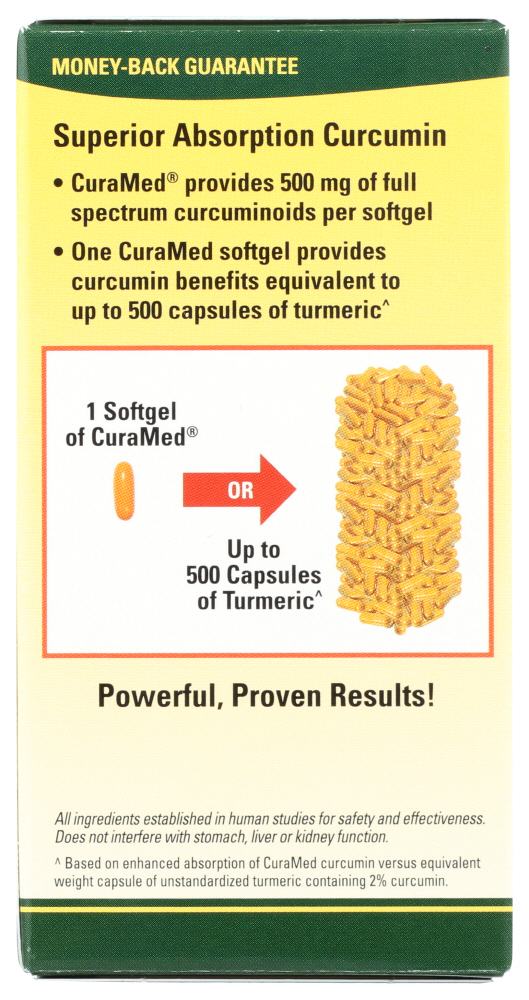 MONEY-BACK GUARANTEE
Superior Absorption Curcumin
• CuraMed® provides 500 mg of full
spectrum curcuminoids per softgel
• One CuraMed softgel provides
curcumin benefits equivalent to
up to 500 capsules of turmeric^
1 Softgel
of CuraMed®
OR
Up to
500 Capsules
of Turmeric^
Powerful, Proven Results!
All ingredients established in human studies for safety and effectiveness.
Does not interfere with stomach, liver or kidney function.
^ Based on enhanced absorption of CuraMed curcumin versus equivalent
weight capsule of unstandardized turmeric containing 2% curcumin.